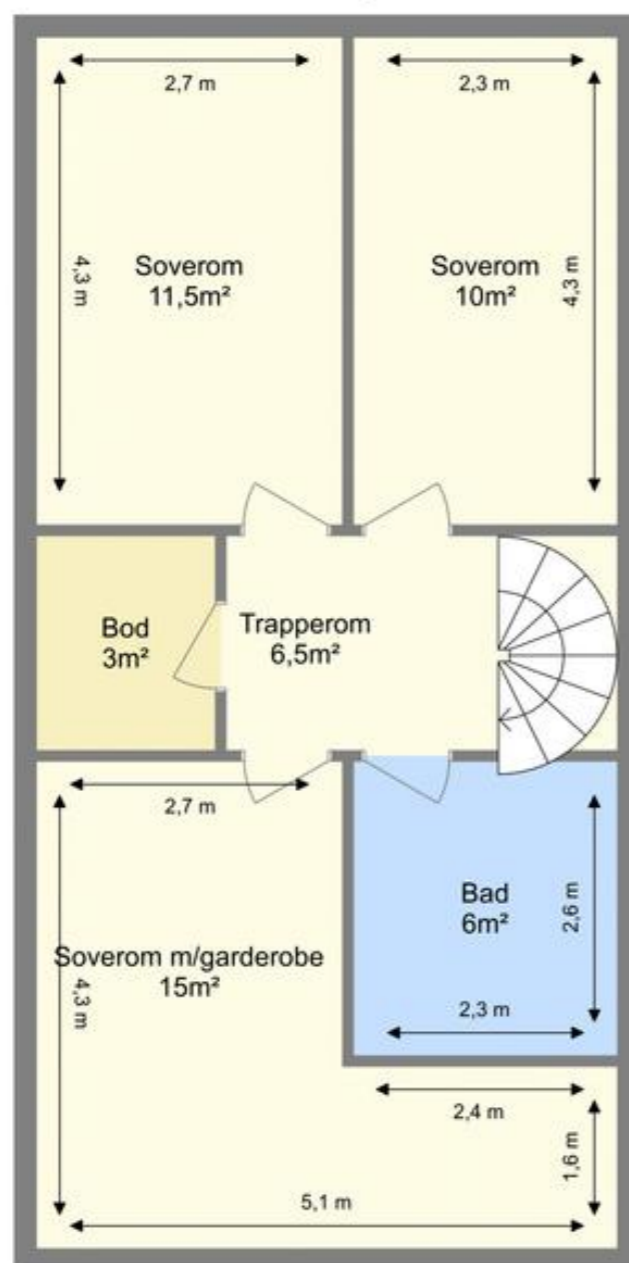 2,7 m
2,3 m
4,3 m
Soverom
11,5m²
Soverom
10m²
4,3 m
Bod
3m²
Trapperom
6,5m²
2,7 m
Bad
6m²
2,6 m
Soverom m/garderobe
15m²
4,3 m
2,3 m
2,4 m
1,6 m
5,1 m